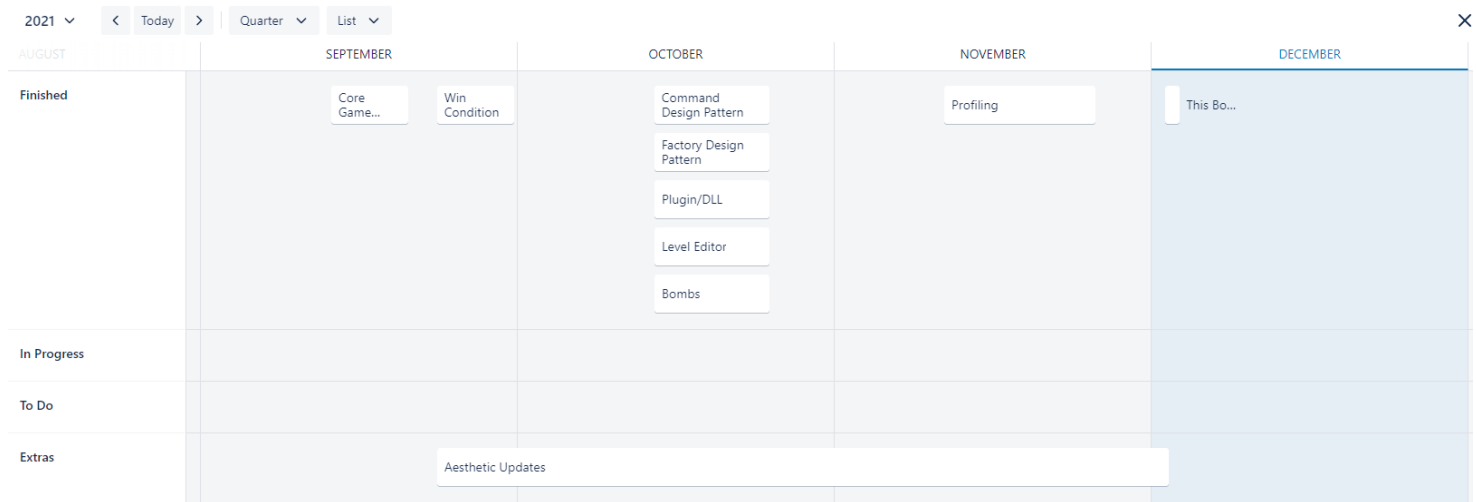 2021 Today Quarter List
AUGUST SEPTEMBER OCTOBER NOVEMBER DECEMBER
Finished
Core
Game...
Win
Condition
Command
Design Pattern
Profiling
This Bo...
Factory Design
Pattern
Plugin/DLL
Level Editor
Bombs
In Progress
To Do
Extras
Aesthetic Updates